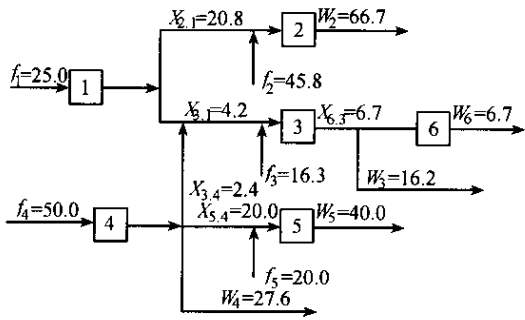 X₂.₁=20.8
W₂=66.7
2
f₁=25.0
1
f₂=45.8
X₃.₁=4.2
3
X₆.₃=6.7
6
W₆=6.7
f₃=16.3
W₃=16.2
X₃.₄=2.4
f₄=50.0
4
X₅.₄=20.0
5
W₅=40.0
f₅=20.0
W₄=27.6